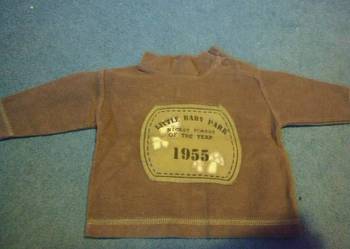 LITTLE BABY PARK
OF THE YEAR
1955